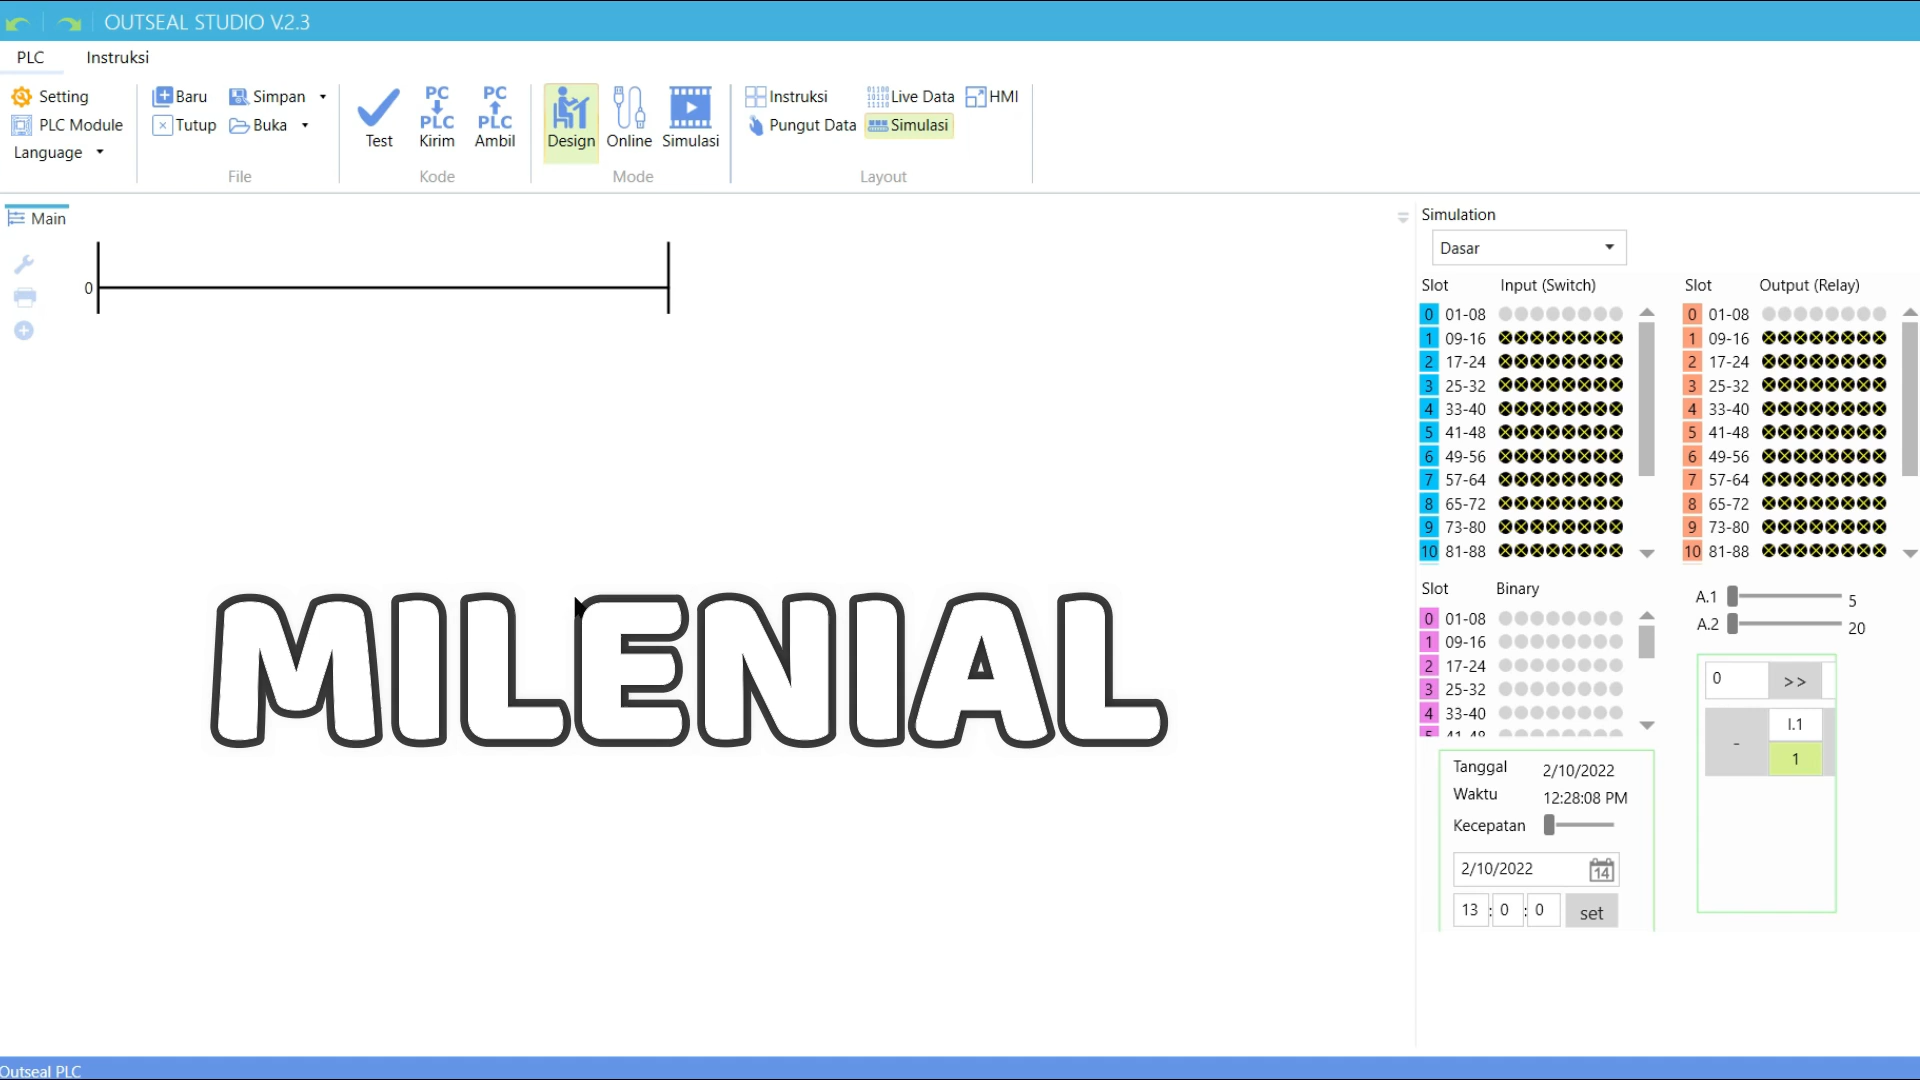 OUTSEAL STUDIO V.2.3
PLC Instruksi
Setting
PLC Module
Language
Baru Simpan
Tutup Buka
File
Test
PC PLC Kirim
PC PLC Ambil
Kode
Design Online Simulasi
Mode
Instruksi Live Data HMI
Pungut Data Simulasi
Layout
Main
0
MILENIAL
Simulation
Dasar
Slot Input (Switch)
0 01-08
1 09-16
2 17-24
3 25-32
4 33-40
5 41-48
6 49-56
7 57-64
8 65-72
9 73-80
10 81-88
Slot Output (Relay)
0 01-08
1 09-16
2 17-24
3 25-32
4 33-40
5 41-48
6 49-56
7 57-64
8 65-72
9 73-80
10 81-88
Slot Binary
0 01-08
1 09-16
2 17-24
3 25-32
4 33-40
A.1 5
A.2 20
0 >>
- I.1
1
Tanggal 2/10/2022
Waktu 12:28:08 PM
Kecepatan
2/10/2022 14
13 : 0 : 0 set
Outseal PLC